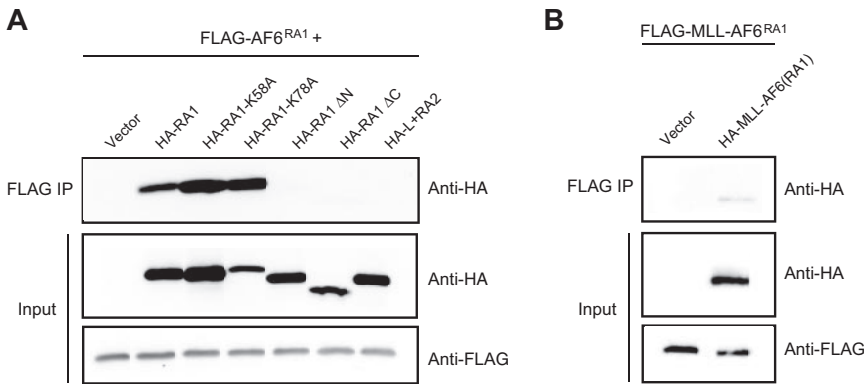 A
FLAG-AF6RA1 +
Vector
HA-RA1
HA-RA1-K58A
HA-RA1-K78A
HA-RA1 ΔN
HA-RA1 ΔC
HA-L+RA2
FLAG IP
Anti-HA
Input
Anti-HA
Anti-FLAG
B
FLAG-MLL-AF6RA1
Vector
HA-MLL-AF6(RA1)
FLAG IP
Anti-HA
Input
Anti-HA
Anti-FLAG